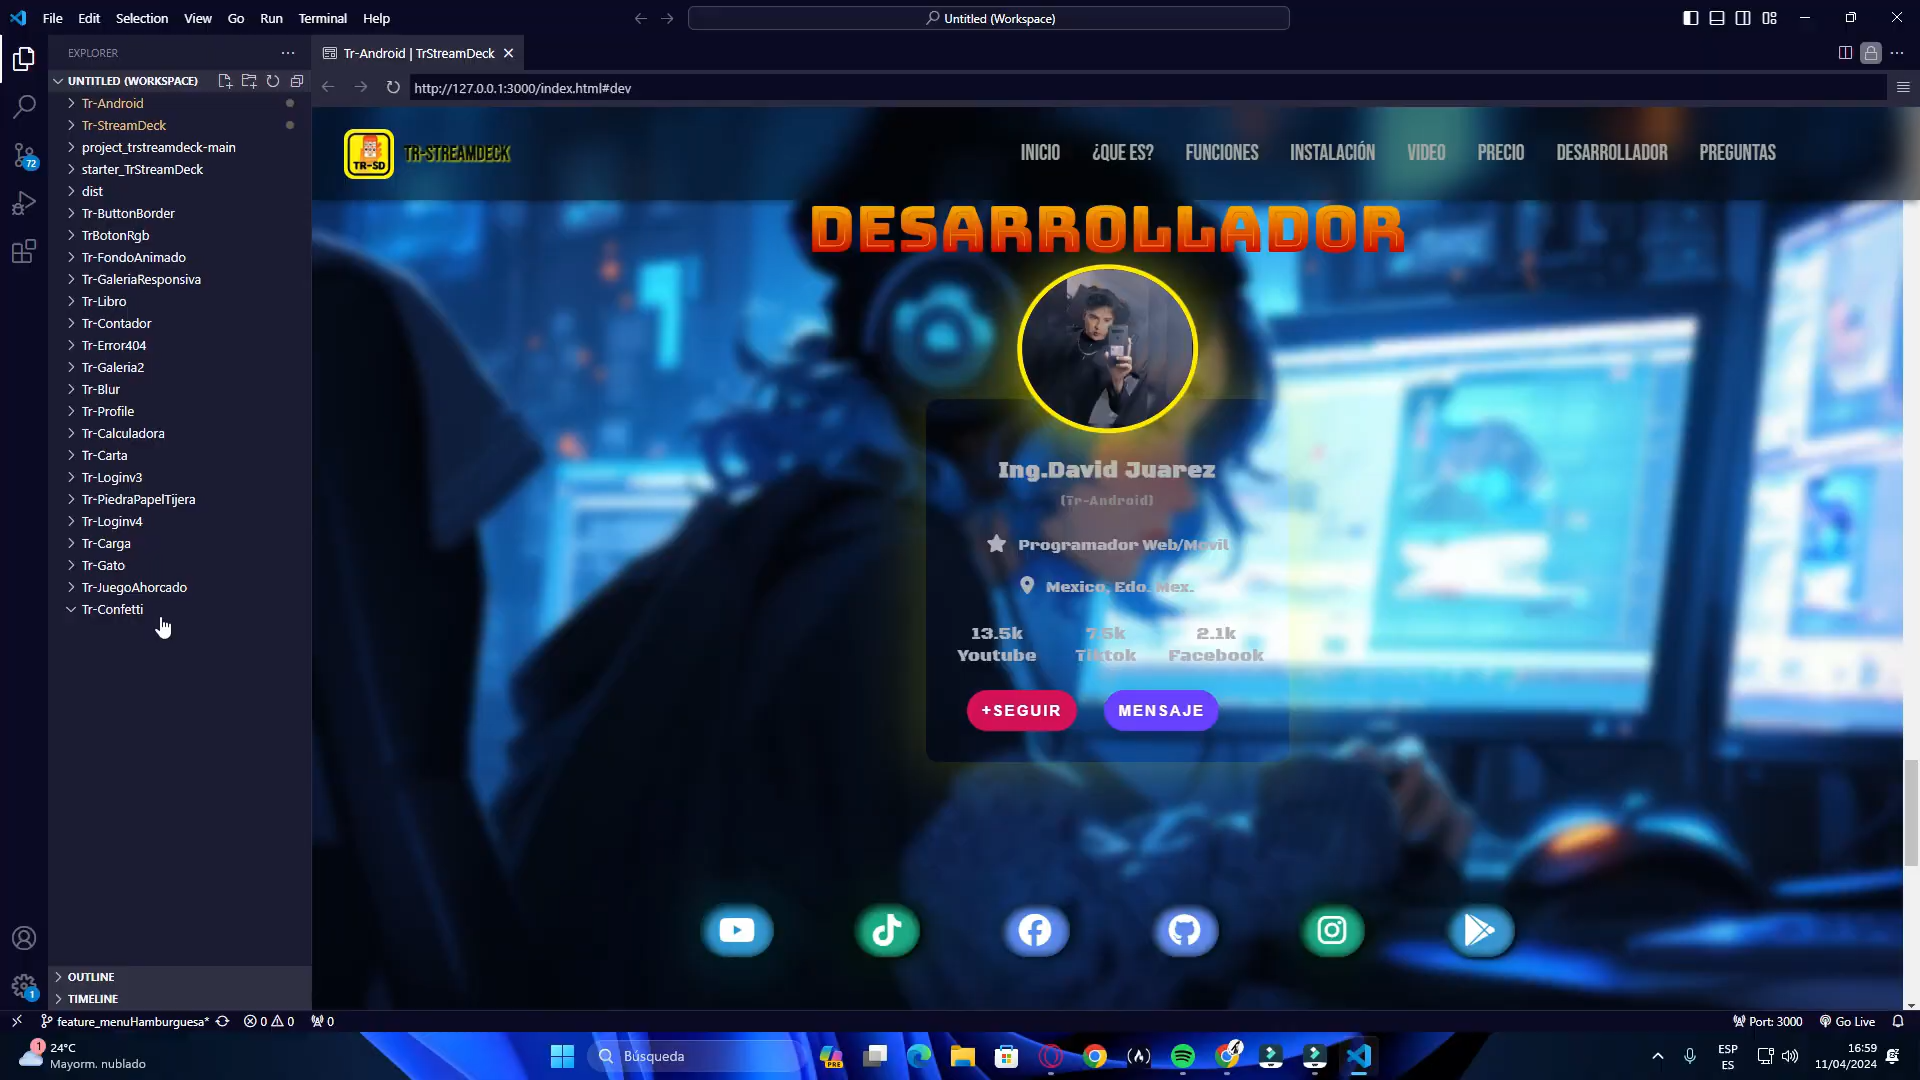 File Edit Selection View Go Run Terminal Help
Untitled (Workspace)
EXPLORER
Tr-Android | TrStreamDeck
UNTITLED (WORKSPACE)
http://127.0.0.1:3000/index.html#dev
Tr-Android
Tr-StreamDeck
project_trstreamdeck-main
starter_TrStreamDeck
dist
Tr-ButtonBorder
TrBotonRgb
Tr-FondoAnimado
Tr-GaleriaResponsiva
Tr-Libro
Tr-Contador
Tr-Error404
Tr-Galeria2
Tr-Blur
Tr-Profile
Tr-Calculadora
Tr-Carta
Tr-Loginv3
Tr-PiedraPapelTijera
Tr-Loginv4
Tr-Carga
Tr-Gato
Tr-JuegoAhorcado
Tr-Confetti
72
OUTLINE
TIMELINE
1
TR-SD
TR-STREAMDECK
INICIO ¿QUE ES? FUNCIONES INSTALACIÓN VIDEO PRECIO DESARROLLADOR PREGUNTAS
DESARROLLADOR
Ing.David Juarez
(Tr-Android)
Programador Web/Movil
Mexico, Edo. Mex.
13.5k 7.5k 2.1k
Youtube Tiktok Facebook
+SEGUIR MENSAJE
feature_menuHamburguesa* 0 0 0
Port: 3000 Go Live
1
24°C
Mayorm. nublado
Búsqueda
PRE
ESP
ES
16:59
11/04/2024